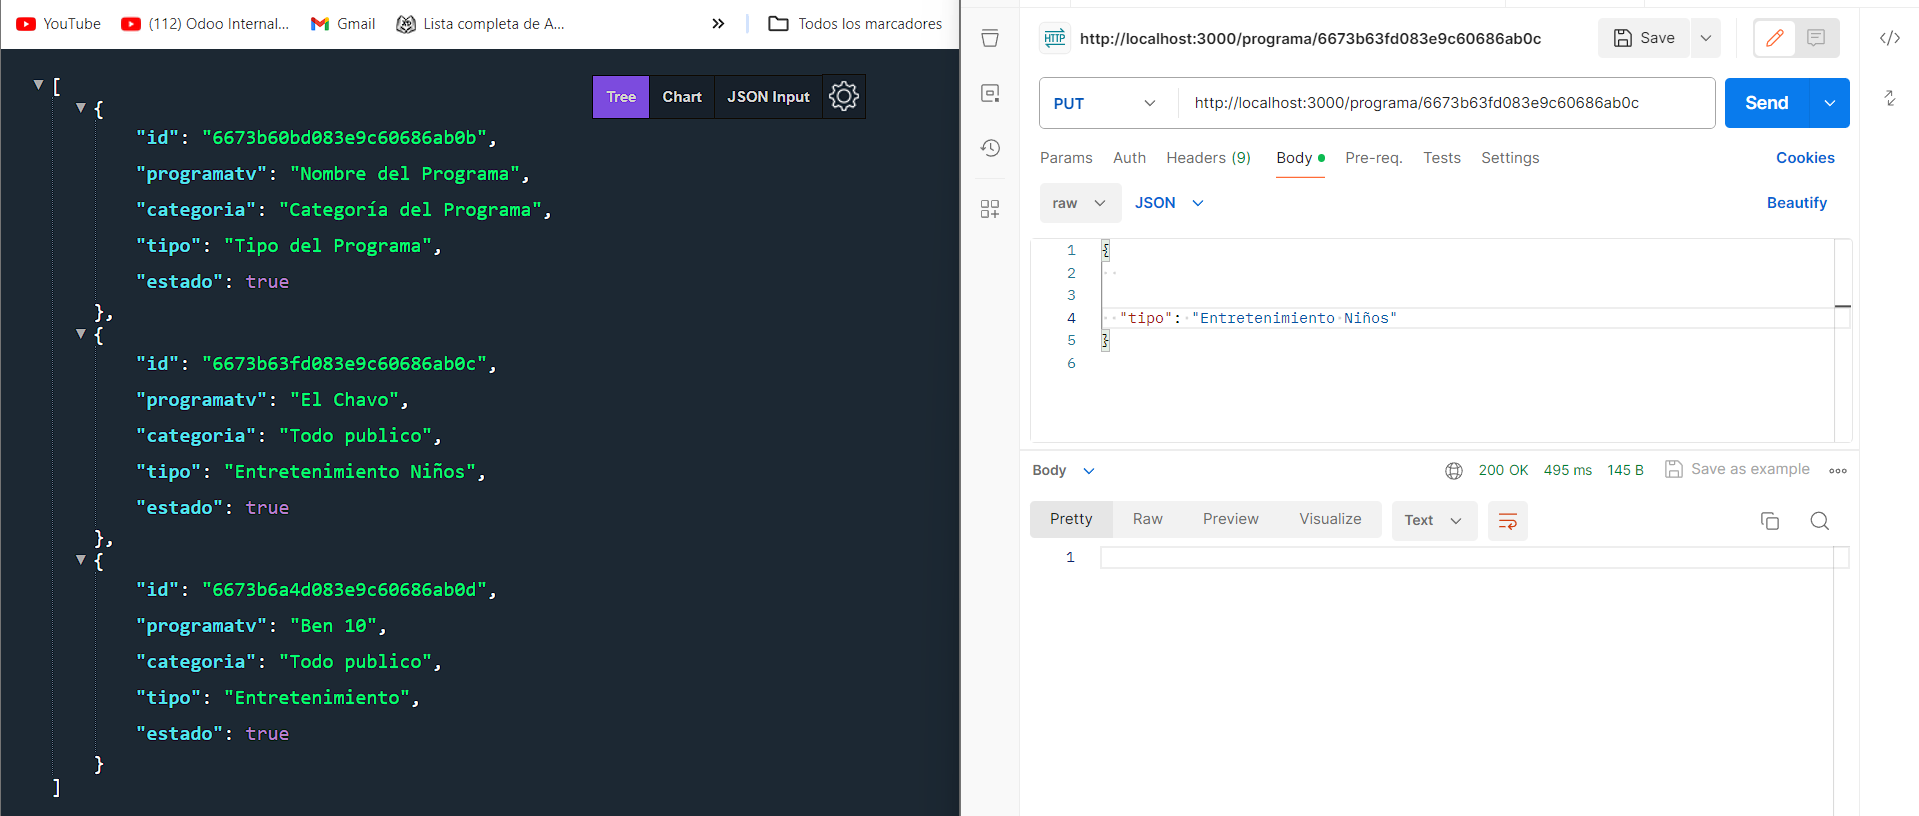 YouTube
(112) Odoo Internal...
Gmail
Lista completa de A...
»
Todos los marcadores
Tree
Chart
JSON Input
[
{
"id": "6673b60bd083e9c60686ab0b",
"programatv": "Nombre del Programa",
"categoria": "Categoría del Programa",
"tipo": "Tipo del Programa",
"estado": true
},
{
"id": "6673b63fd083e9c60686ab0c",
"programatv": "El Chavo",
"categoria": "Todo publico",
"tipo": "Entretenimiento Niños",
"estado": true
},
{
"id": "6673b6a4d083e9c60686ab0d",
"programatv": "Ben 10",
"categoria": "Todo publico",
"tipo": "Entretenimiento",
"estado": true
}
]
HTTP
http://localhost:3000/programa/6673b63fd083e9c60686ab0c
Save
</>
PUT
http://localhost:3000/programa/6673b63fd083e9c60686ab0c
Send
Params
Auth
Headers (9)
Body
Pre-req.
Tests
Settings
Cookies
raw
JSON
Beautify
1 {
2
3
4 "tipo": "Entretenimiento Niños"
5 }
6
Body
200 OK
495 ms
145 B
Save as example
Pretty
Raw
Preview
Visualize
Text
1